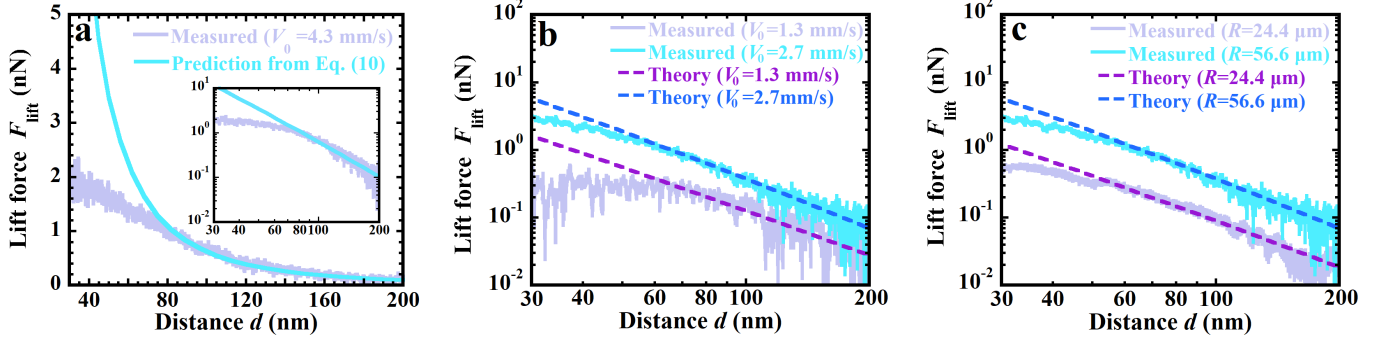 a
Measured (V0 =4.3 mm/s)
Prediction from Eq. (10)
5
4
3
2
1
0
Lift force Flift (nN)
10^1
10^0
10^-1
10^-2
30 40 60 80 100 200
40 80 120 160 200
Distance d (nm)
b
Measured (V0=1.3 mm/s)
Measured (V0=2.7 mm/s)
Theory (V0=1.3 mm/s)
Theory (V0=2.7mm/s)
10^2
10^1
10^0
10^-1
10^-2
Lift force Flift (nN)
30 60 100 200
Distance d (nm)
c
Measured (R=24.4 μm)
Measured (R=56.6 μm)
Theory (R=24.4 μm)
Theory (R=56.6 μm)
10^2
10^1
10^0
10^-1
10^-2
Lift force Flift (nN)
30 60 100 200
Distance d (nm)